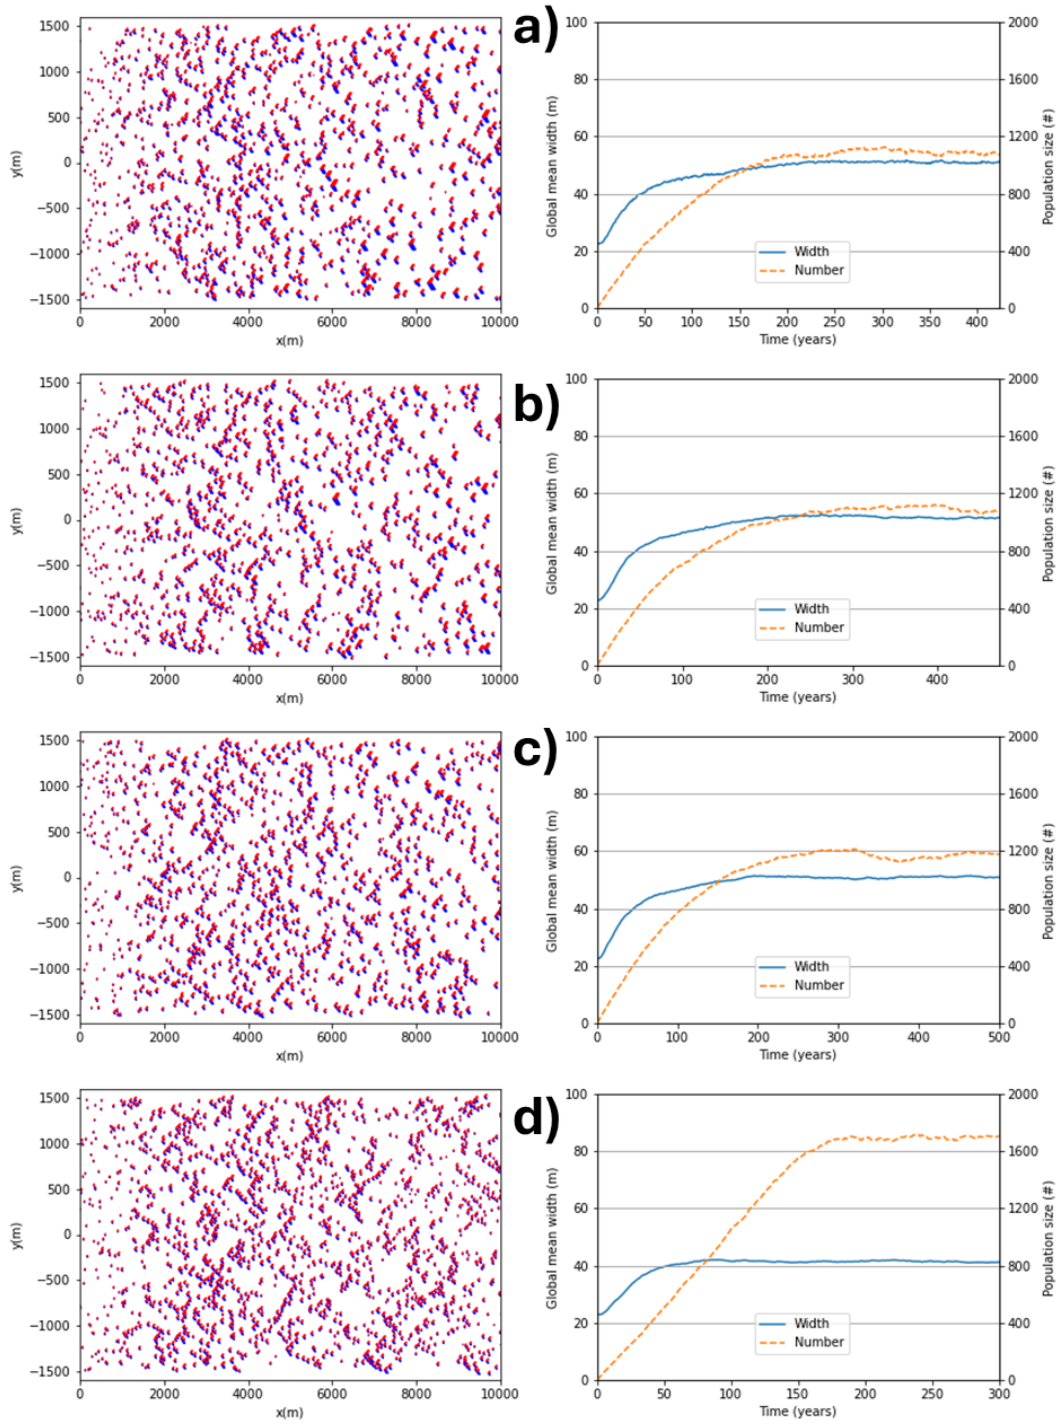 a)
1500
1000
500
0
−500
−1000
−1500
y(m)
0 2000 4000 6000 8000 10000
x(m)
100
80
60
40
20
0
Global mean width (m)
2000
1600
1200
800
400
0
Population size (#)
Width
Number
0 50 100 150 200 250 300 350 400
Time (years)
b)
1500
1000
500
0
−500
−1000
−1500
y(m)
0 2000 4000 6000 8000 10000
x(m)
100
80
60
40
20
0
Global mean width (m)
2000
1600
1200
800
400
0
Population size (#)
Width
Number
0 100 200 300 400
Time (years)
c)
1500
1000
500
0
−500
−1000
−1500
y(m)
0 2000 4000 6000 8000 10000
x(m)
100
80
60
40
20
0
Global mean width (m)
2000
1600
1200
800
400
0
Population size (#)
Width
Number
0 100 200 300 400 500
Time (years)
d)
1500
1000
500
0
−500
−1000
−1500
y(m)
0 2000 4000 6000 8000 10000
x(m)
100
80
60
40
20
0
Global mean width (m)
2000
1600
1200
800
400
0
Population size (#)
Width
Number
0 50 100 150 200 250 300
Time (years)